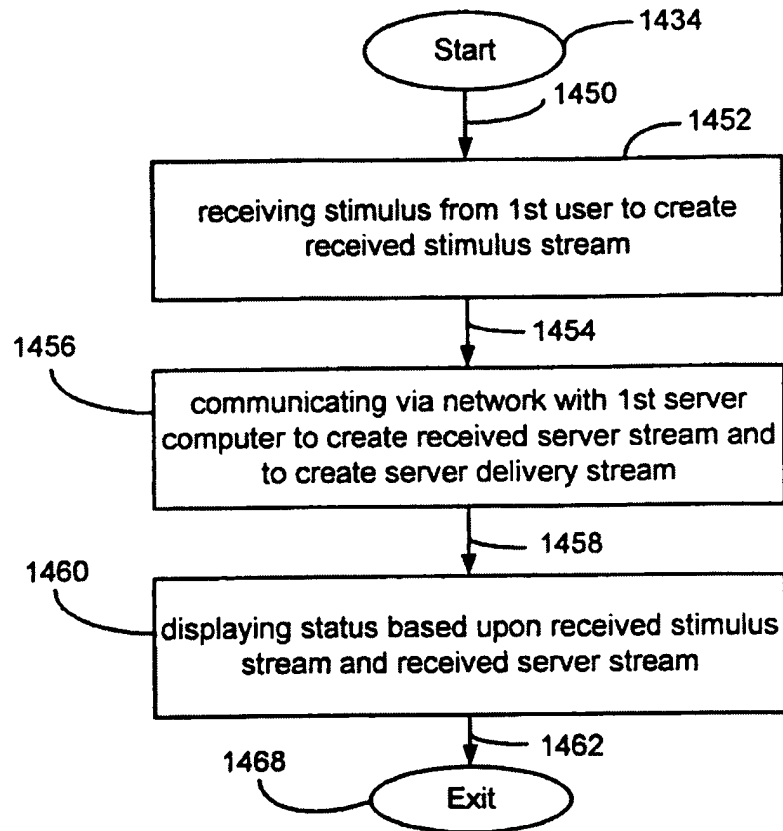 Start
1434
1450
1452
receiving stimulus from 1st user to create
received stimulus stream
1454
1456
communicating via network with 1st server
computer to create received server stream and
to create server delivery stream
1458
1460
displaying status based upon received stimulus
stream and received server stream
1462
1468
Exit